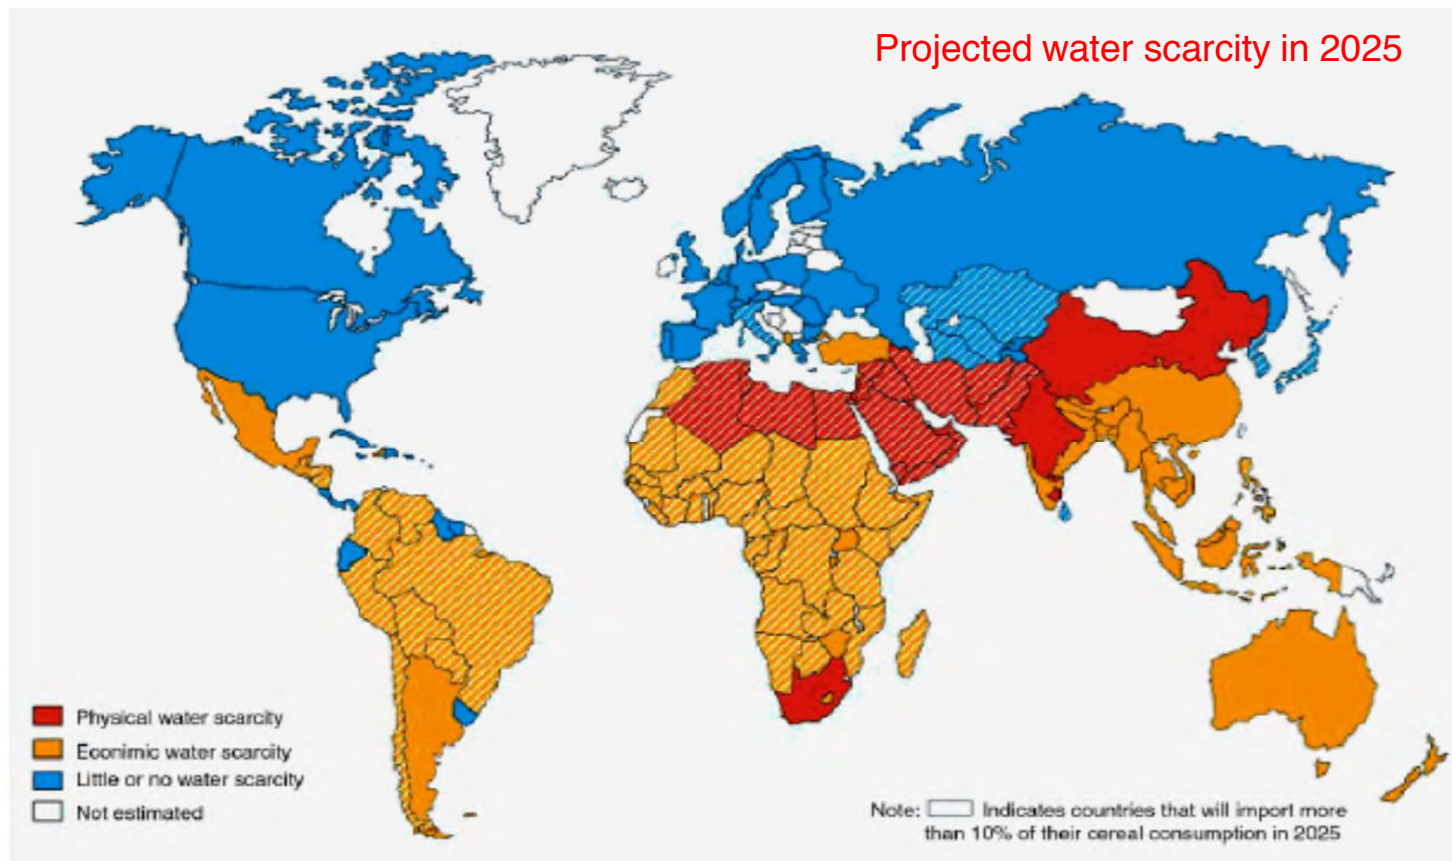 Projected water scarcity in 2025
Physical water scarcity
Econimic water scarcity
Little or no water scarcity
Not estimated
Note: Indicates countries that will import more
than 10% of their cereal consumption in 2025